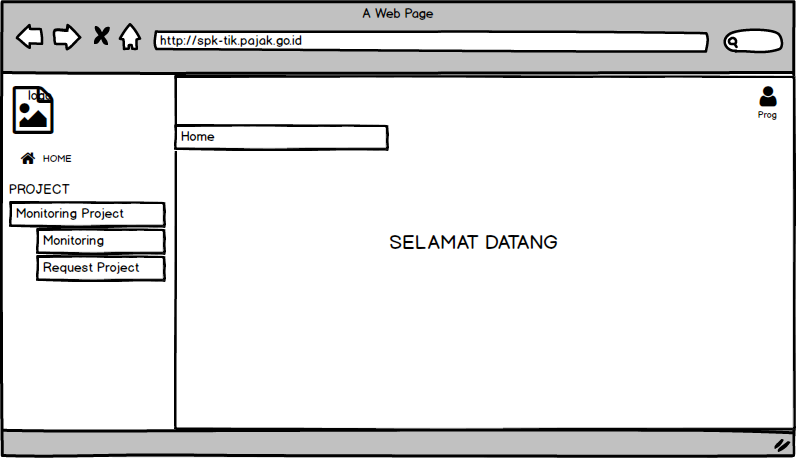 A Web Page
http://spk-tik.pajak.go.id
logo
Prog
Home
HOME
PROJECT
Monitoring Project
Monitoring
Request Project
SELAMAT DATANG